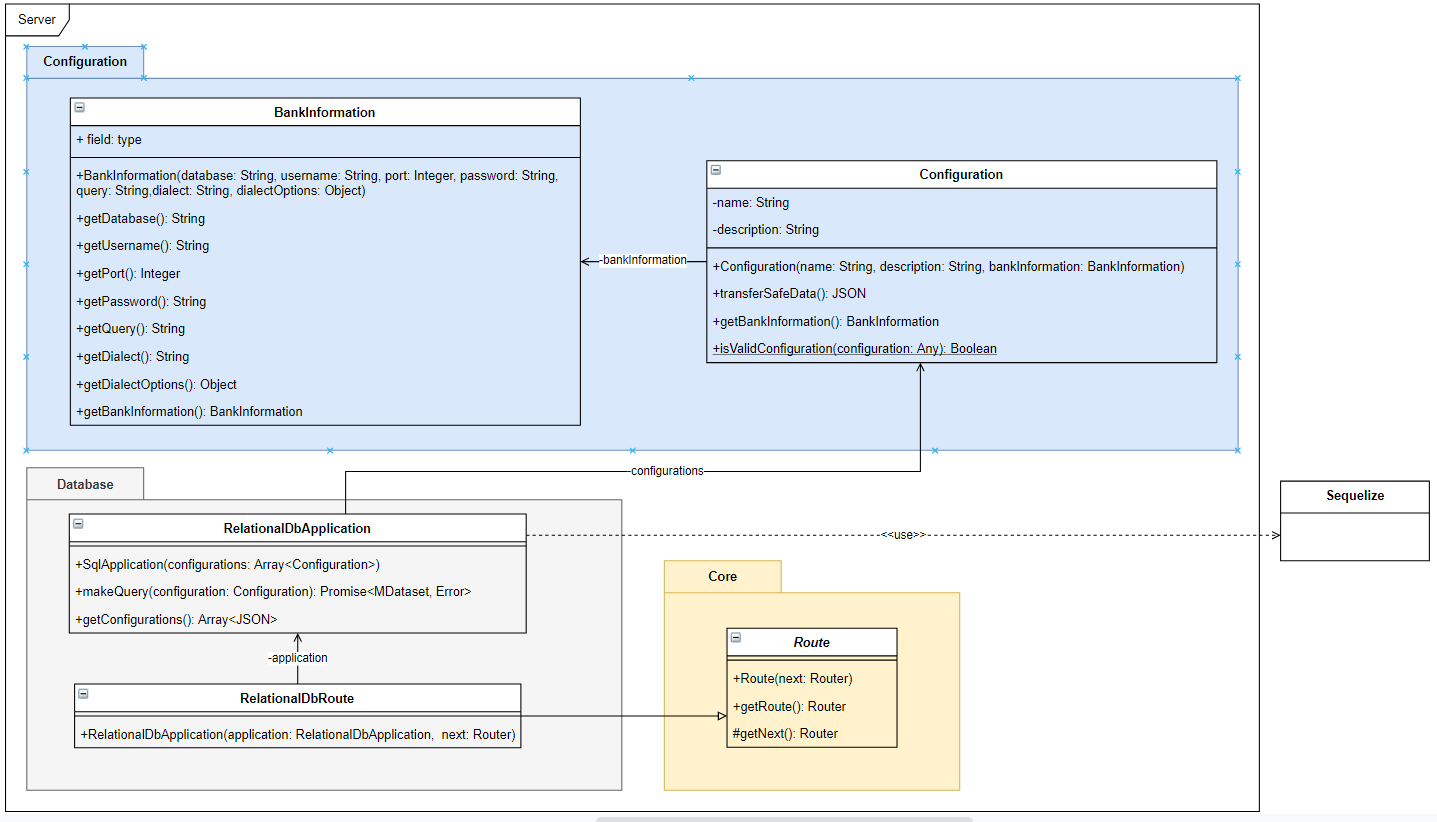 Server
Configuration
BankInformation
+ field: type
+BankInformation(database: String, username: String, port: Integer, password: String,
query: String,dialect: String, dialectOptions: Object)
+getDatabase(): String
+getUsername(): String
+getPort(): Integer
+getPassword(): String
+getQuery(): String
+getDialect(): String
+getDialectOptions(): Object
+getBankInformation(): BankInformation
-bankInformation
Configuration
-name: String
-description: String
+Configuration(name: String, description: String, bankInformation: BankInformation)
+transferSafeData(): JSON
+getBankInformation(): BankInformation
+isValidConfiguration(configuration: Any): Boolean
-configurations
Database
RelationalDbApplication
+SqlApplication(configurations: Array<Configuration>)
+makeQuery(configuration: Configuration): Promise<MDataset, Error>
+getConfigurations(): Array<JSON>
-application
RelationalDbRoute
+RelationalDbApplication(application: RelationalDbApplication,  next: Router)
<<use>>
Sequelize
Core
Route
+Route(next: Router)
+getRoute(): Router
#getNext(): Router